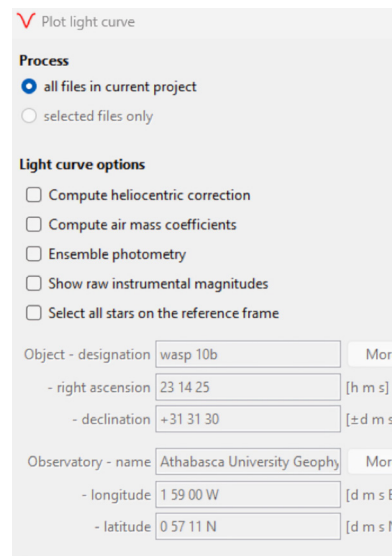 Plot light curve
Process
all files in current project
selected files only
Light curve options
Compute heliocentric correction
Compute air mass coefficients
Ensemble photometry
Show raw instrumental magnitudes
Select all stars on the reference frame
Object - designation wasp 10b Mor
- right ascension 23 14 25 [h m s]
- declination +31 31 30 [±d m s
Observatory - name Athabasca University Geophy Mor
- longitude 1 59 00 W [d m s E
- latitude 0 57 11 N [d m s N